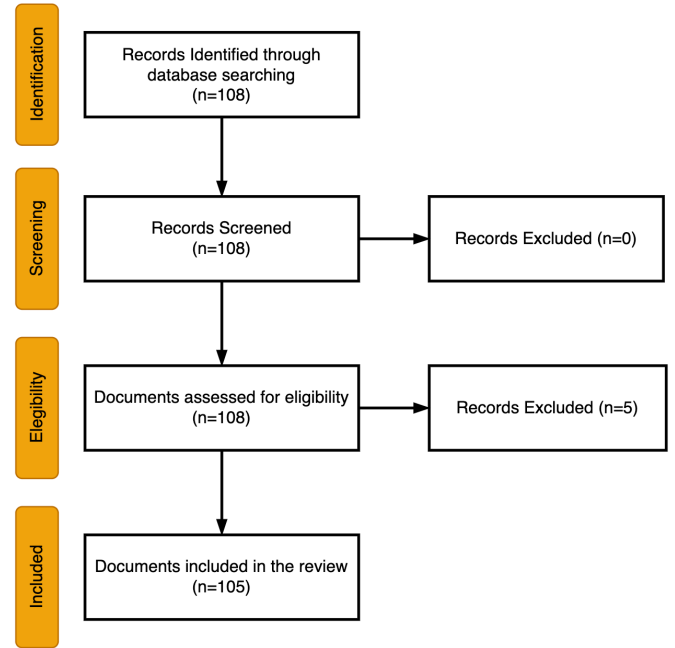 Identification
Records Identified through
database searching
(n=108)
Screening
Records Screened
(n=108)
Records Excluded (n=0)
Elegibility
Documents assessed for eligibility
(n=108)
Records Excluded (n=5)
Included
Documents included in the review
(n=105)